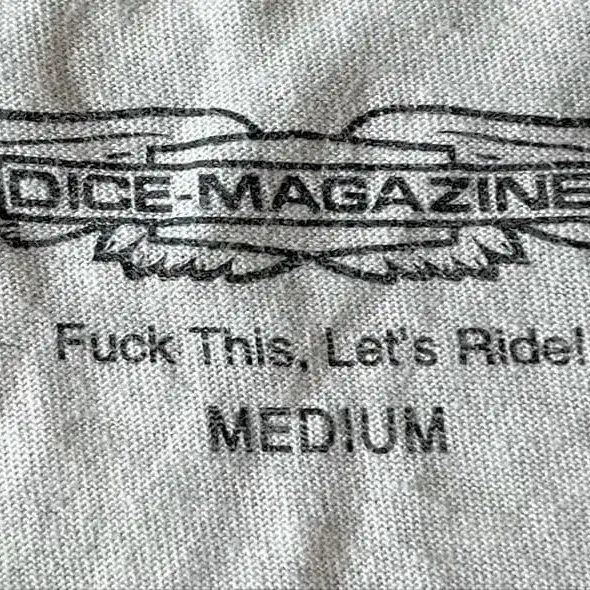 DICE-MAGAZINE
Fuck This, Let's Ride!
MEDIUM